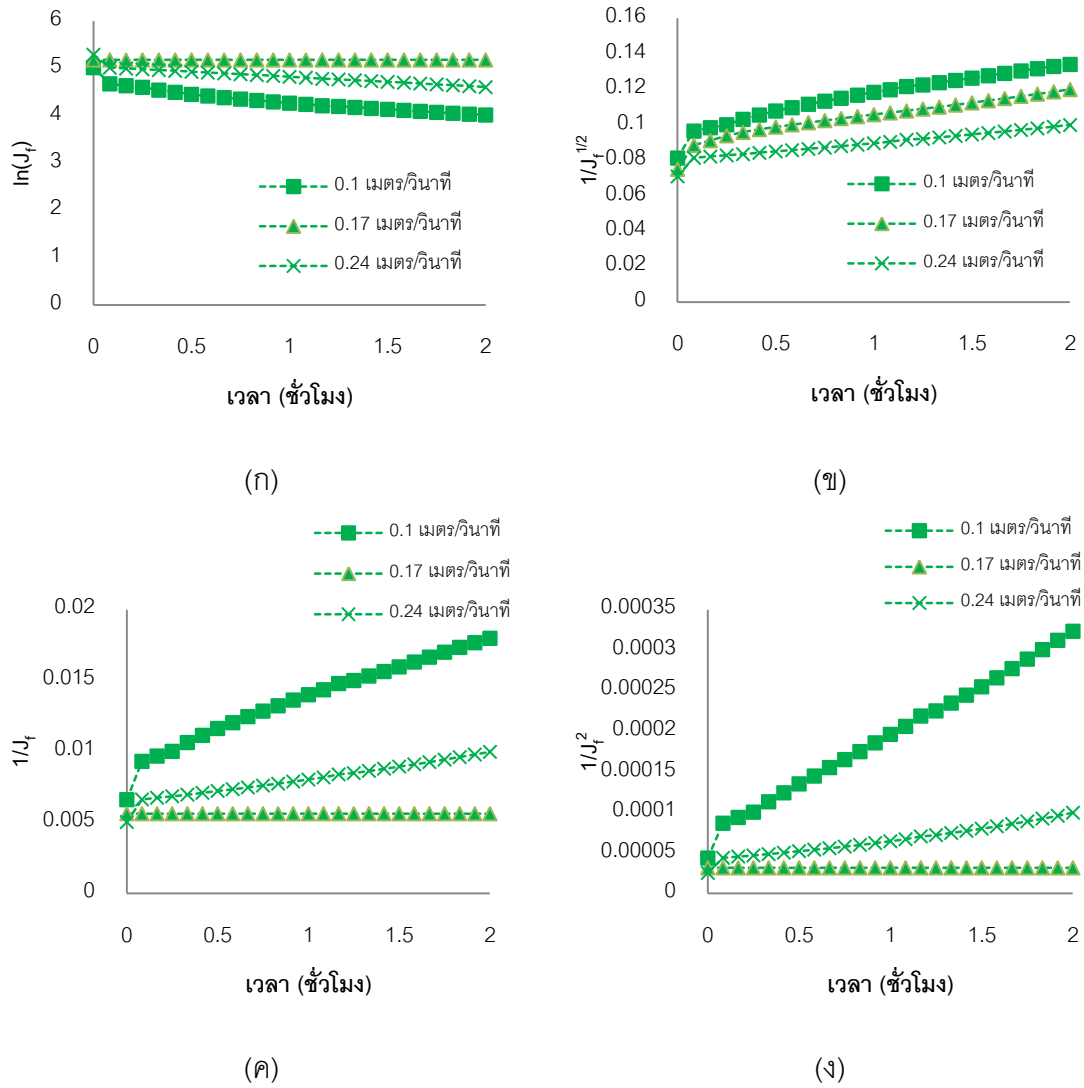 6
5
4
3
2
1
0
ln(J_f)
0.1 เมตร/วินาที
0.17 เมตร/วินาที
0.24 เมตร/วินาที
0 0.5 1 1.5 2
เวลา (ชั่วโมง)
(ก)
0.16
0.14
0.12
0.1
0.08
0.06
0.04
0.02
0
1/J_f^1/2
0.1 เมตร/วินาที
0.17 เมตร/วินาที
0.24 เมตร/วินาที
0 0.5 1 1.5 2
เวลา (ชั่วโมง)
(ข)
0.1 เมตร/วินาที
0.17 เมตร/วินาที
0.24 เมตร/วินาที
0.02
0.015
0.01
0.005
0
1/J_f
0 0.5 1 1.5 2
เวลา (ชั่วโมง)
(ค)
0.1 เมตร/วินาที
0.17 เมตร/วินาที
0.24 เมตร/วินาที
0.00035
0.0003
0.00025
0.0002
0.00015
0.0001
0.00005
0
1/J_f^2
0 0.5 1 1.5 2
เวลา (ชั่วโมง)
(ง)